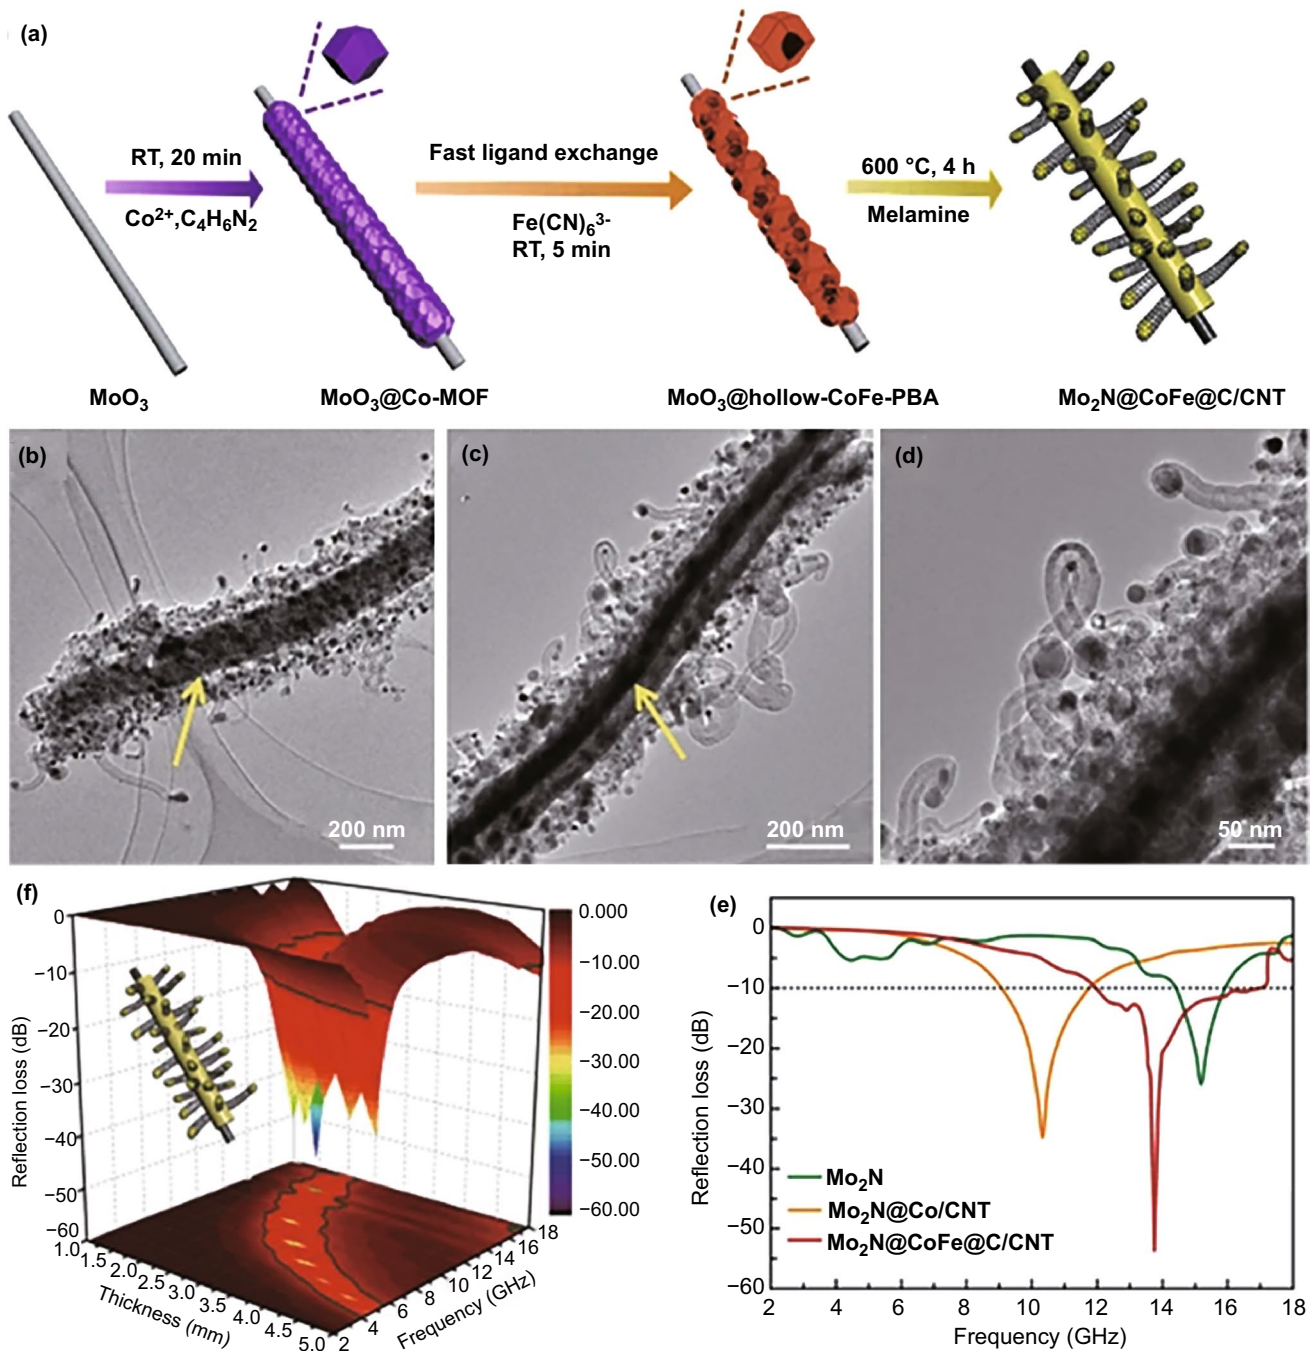 (a)
RT, 20 min
Co²⁺,C₄H₆N₂
Fast ligand exchange
Fe(CN)₆³⁻
RT, 5 min
600 °C, 4 h
Melamine
MoO₃
MoO₃@Co-MOF
MoO₃@hollow-CoFe-PBA
Mo₂N@CoFe@C/CNT
(b)
200 nm
(c)
200 nm
(d)
50 nm
(f)
0
−10
−20
−30
−40
−50
−60
Reflection loss (dB)
1.0
1.5
2.0
2.5
3.0
3.5
4.0
4.5
5.0
Thickness (mm)
2
4
6
8
10
12
14
16
18
Frequency (GHz)
0.000
−10.00
−20.00
−30.00
−40.00
−50.00
−60.00
(e)
0
−10
−20
−30
−40
−50
−60
Reflection loss (dB)
Mo₂N
Mo₂N@Co/CNT
Mo₂N@CoFe@C/CNT
2 4 6 8 10 12 14 16 18
Frequency (GHz)